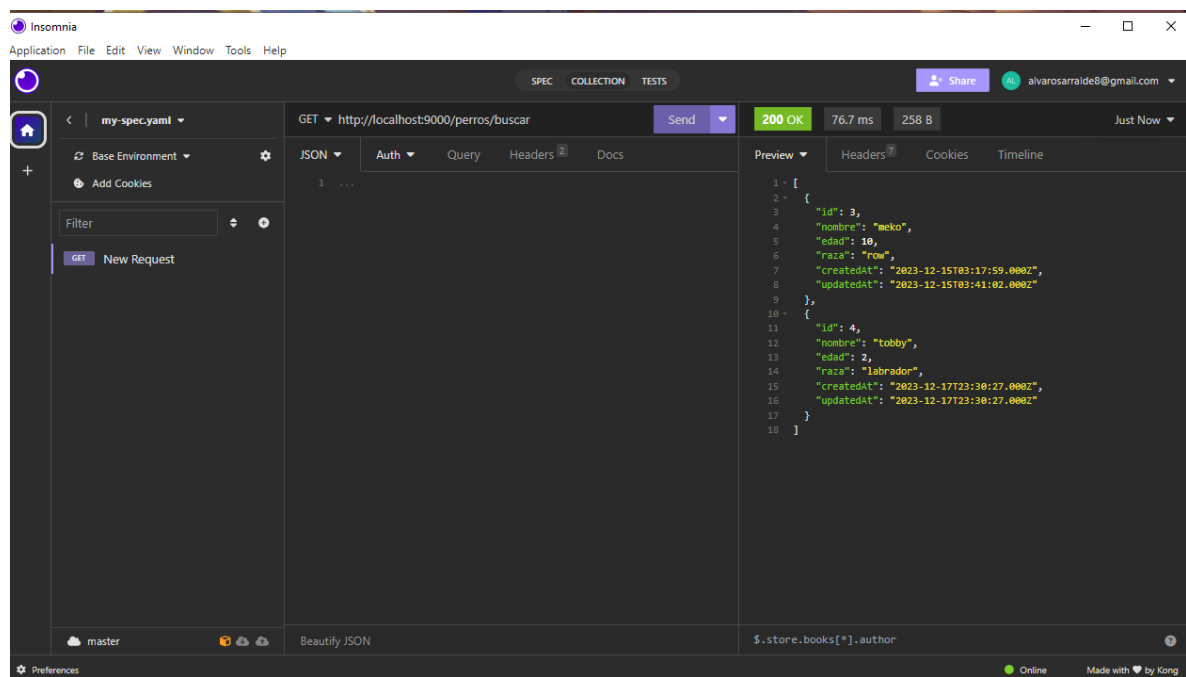 Insomnia
Application File Edit View Window Tools Help
SPEC COLLECTION TESTS
Share
AL
alvarosarralde8@gmail.com
my-spec.yaml
GET http://localhost:9000/perros/buscar
Send
200 OK
76.7 ms
258 B
Just Now
Base Environment
JSON Auth Query Headers 2 Docs
Preview Headers 7 Cookies Timeline
Add Cookies
1 ...
Filter
GET New Request
1 [
2 {
3 "id": 3,
4 "nombre": "meko",
5 "edad": 10,
6 "raza": "row",
7 "createdAt": "2023-12-15T03:17:59.000Z",
8 "updatedAt": "2023-12-15T03:41:02.000Z"
9 },
10 {
11 "id": 4,
12 "nombre": "tobby",
13 "edad": 2,
14 "raza": "labrador",
15 "createdAt": "2023-12-17T23:30:27.000Z",
16 "updatedAt": "2023-12-17T23:30:27.000Z"
17 }
18 ]
master
Beautify JSON
$.store.books[*].author
Preferences
Online
Made with ♥ by Kong